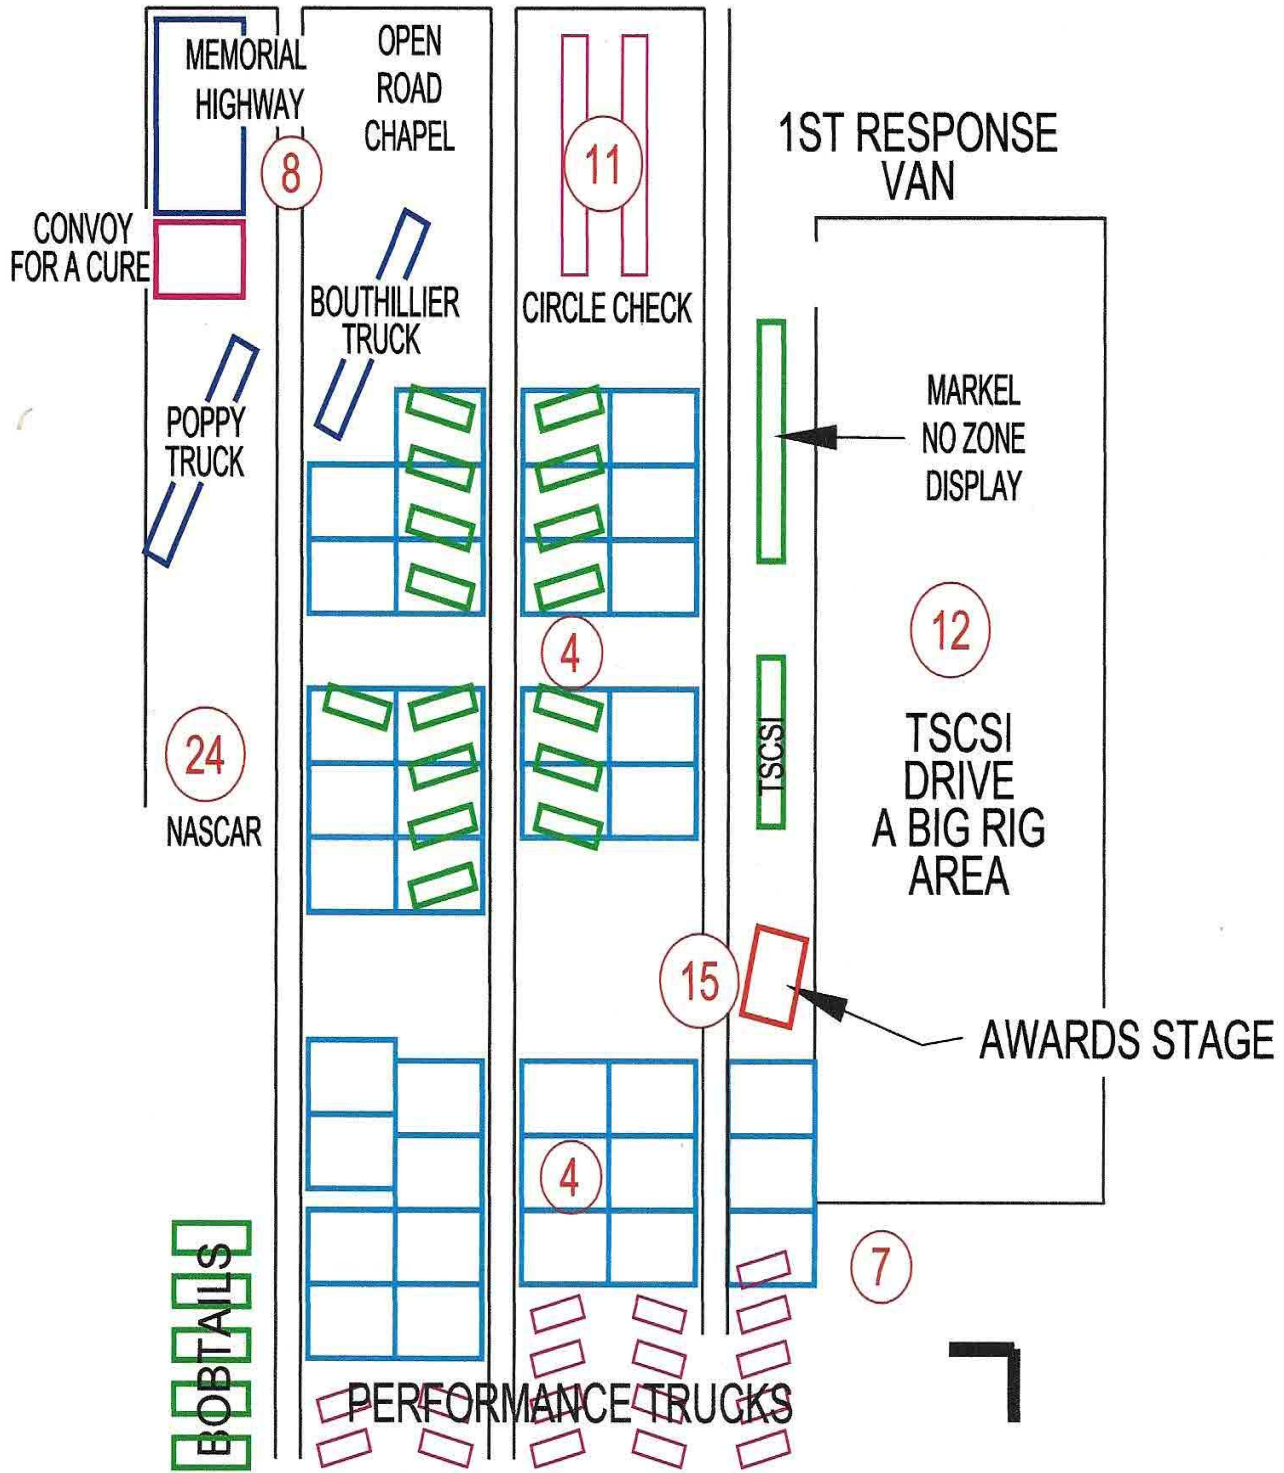 MEMORIAL
HIGHWAY
OPEN
ROAD
CHAPEL
8
11
1ST RESPONSE
VAN
CONVOY
FOR A CURE
BOUTHILLIER
TRUCK
CIRCLE CHECK
POPPY
TRUCK
MARKEL
NO ZONE
DISPLAY
4
12
24
NASCAR
TSCSI
TSCSI
DRIVE
A BIG RIG
AREA
15
AWARDS STAGE
4
7
BOBTAILS
PERFORMANCE TRUCKS